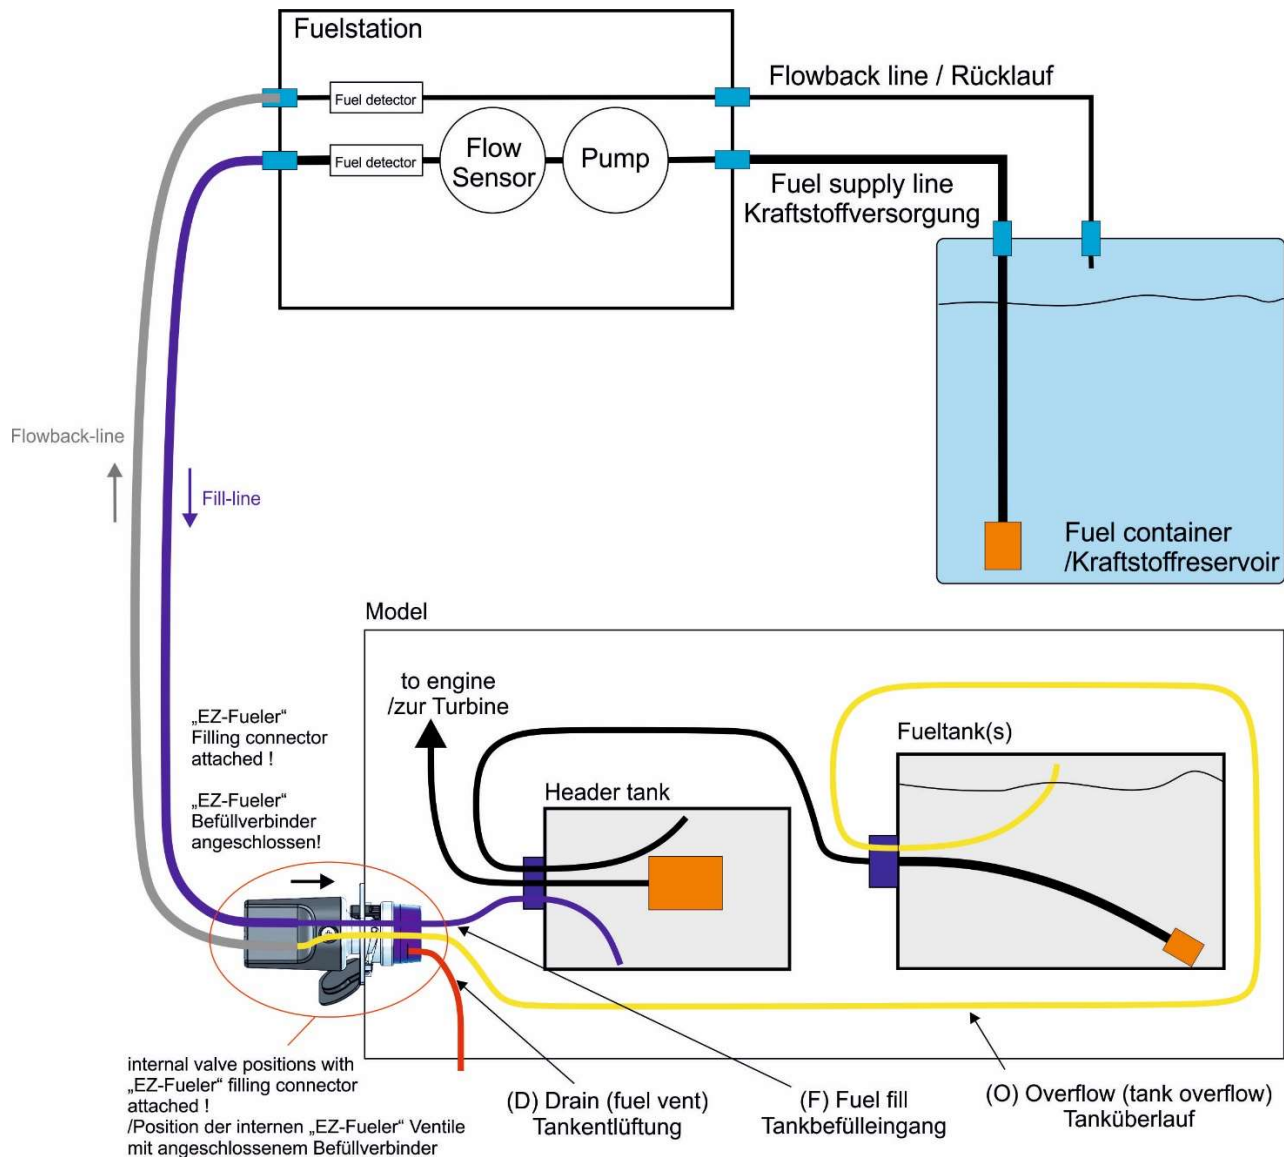 Fuelstation
Flowback line / Rücklauf
Fuel detector
Fuel detector
Flow
Sensor
Pump
Fuel supply line
Kraftstoffversorgung
Flowback-line
Fill-line
Fuel container
/Kraftstoffreservoir
Model
to engine
/zur Turbine
„EZ-Fueler“
Filling connector
attached !
„EZ-Fueler“
Befüllverbinder
angeschlossen!
Header tank
Fueltank(s)
internal valve positions with
„EZ-Fueler“ filling connector
attached !
/Position der internen „EZ-Fueler“ Ventile
mit angeschlossenem Befüllverbinder
(D) Drain (fuel vent)
Tankentlüftung
(F) Fuel fill
Tankbefülleingang
(O) Overflow (tank overflow)
Tanküberlauf